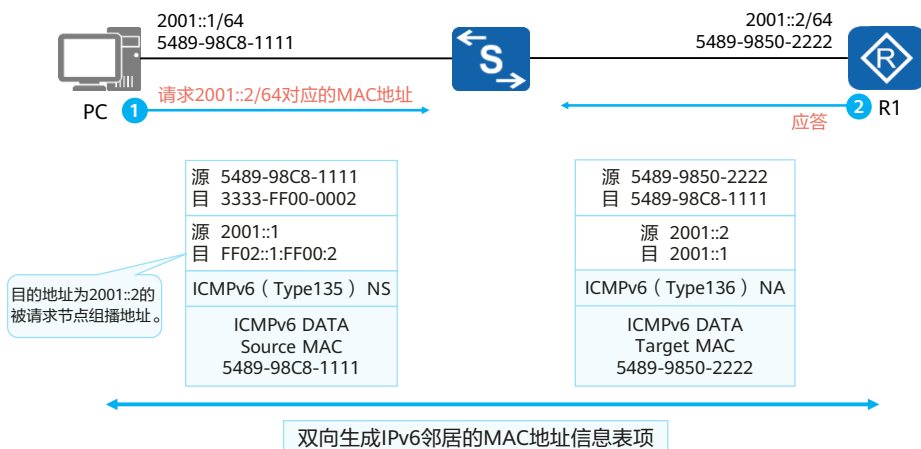 2001::1/64
5489-98C8-1111
2001::2/64
5489-9850-2222
S
R
PC
1
请求2001::2/64对应的MAC地址
2
R1
应答
源 5489-98C8-1111
目 3333-FF00-0002
源 2001::1
目 FF02::1:FF00:2
ICMPv6（Type135）NS
ICMPv6 DATA
Source MAC
5489-98C8-1111
目的地址为2001::2的
被请求节点组播地址。
源 5489-9850-2222
目 5489-98C8-1111
源 2001::2
目 2001::1
ICMPv6（Type136）NA
ICMPv6 DATA
Target MAC
5489-9850-2222
双向生成IPv6邻居的MAC地址信息表项